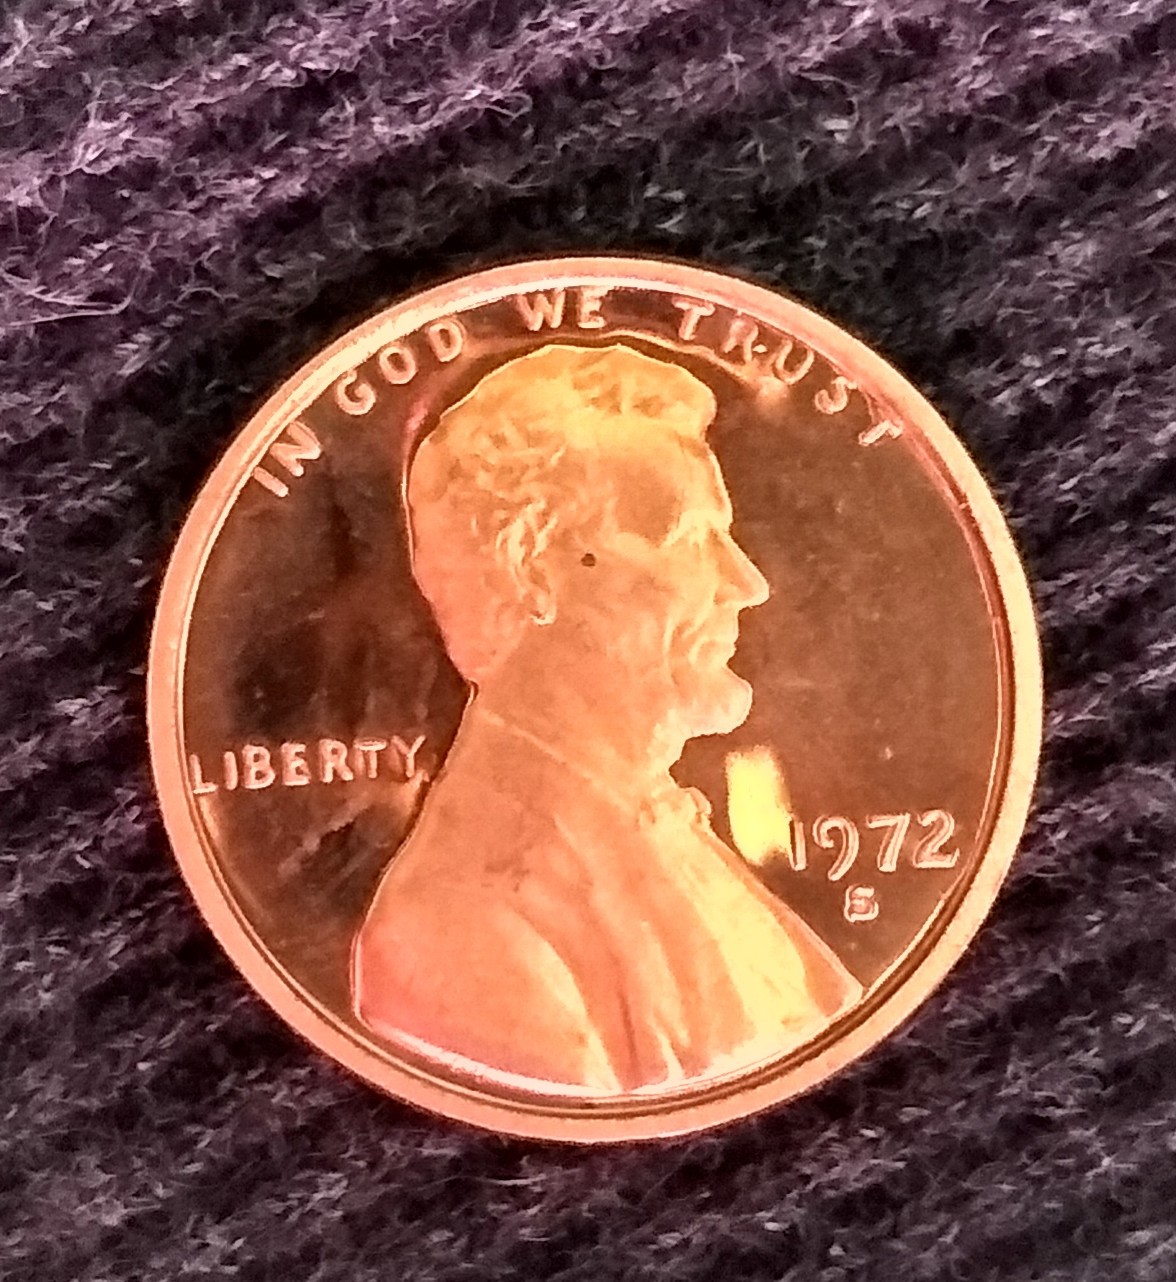 IN GOD WE TRUST
LIBERTY
1972
S